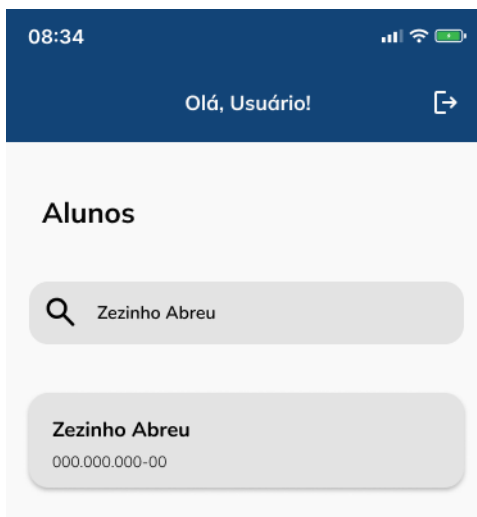 08:34
Olá, Usuário!
Alunos
Zezinho Abreu
Zezinho Abreu
000.000.000-00